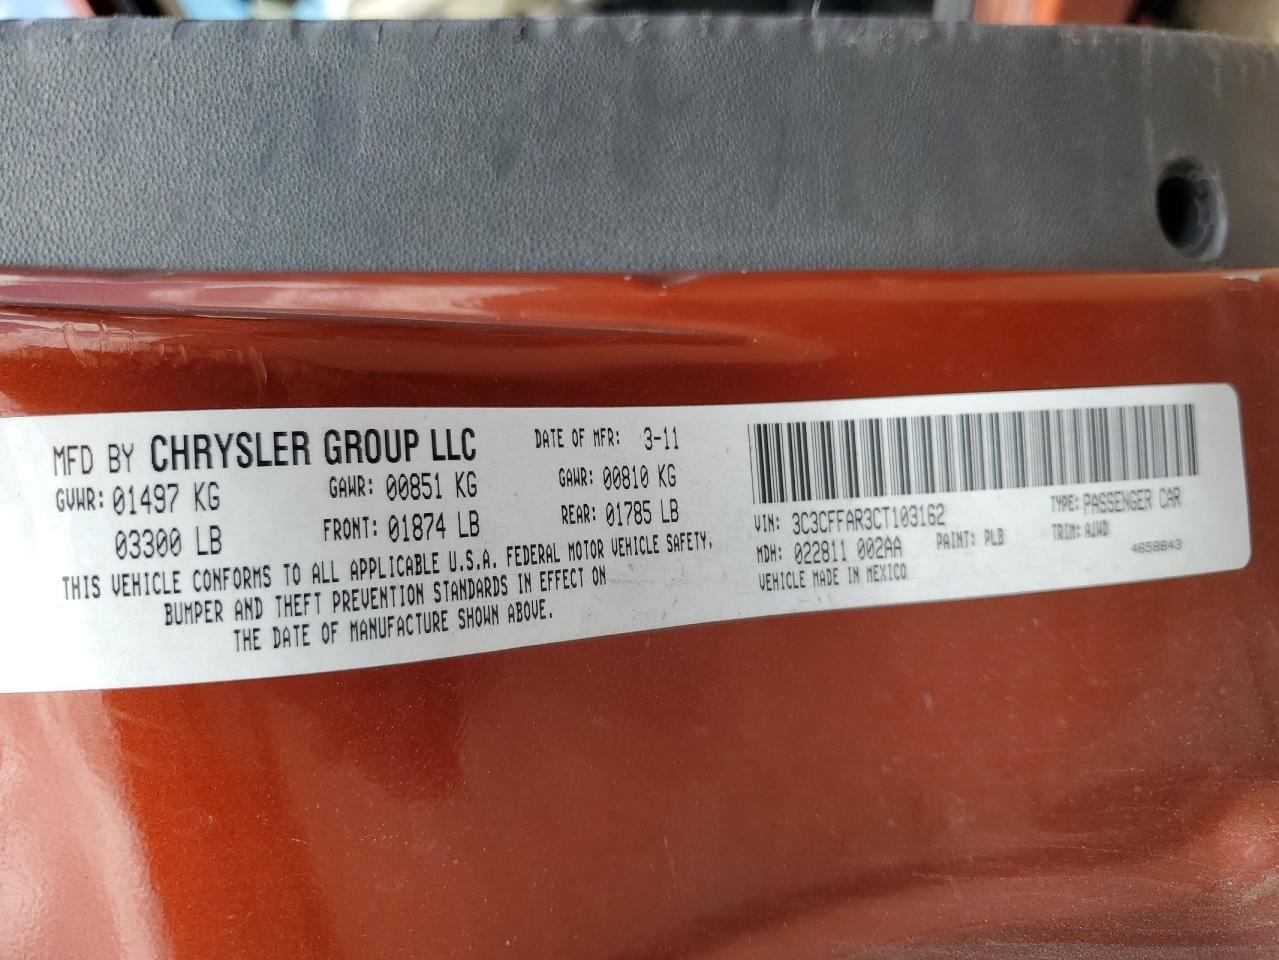 MFD BY CHRYSLER GROUP LLC DATE OF MFR: 3-11
GVWR: 01497 KG GAWR: 00851 KG GAWR: 00810 KG
03300 LB FRONT: 01874 LB REAR: 01785 LB
THIS VEHICLE CONFORMS TO ALL APPLICABLE U.S.A. FEDERAL MOTOR VEHICLE SAFETY,
BUMPER AND THEFT PREVENTION STANDARDS IN EFFECT ON
THE DATE OF MANUFACTURE SHOWN ABOVE.
VIN: 3C3CFFAR3CT103162 TYPE: PASSENGER CAR
MDH: 022811 002AA PAINT: PLB TRIM: AJWD
VEHICLE MADE IN MEXICO 4658843